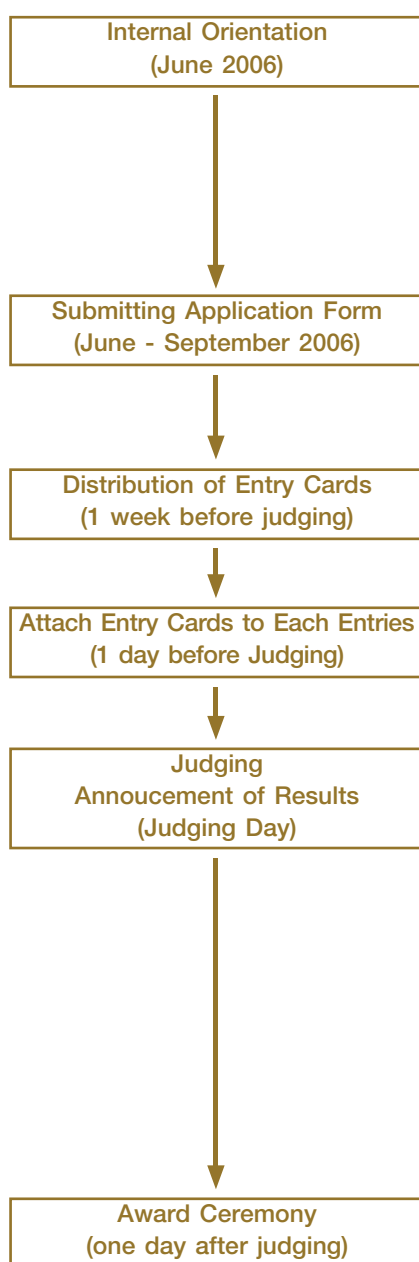 Internal Orientation
(June 2006)
Submitting Application Form
(June - September 2006)
Distribution of Entry Cards
(1 week before judging)
Attach Entry Cards to Each Entries
(1 day before Judging)
Judging
Annoucement of Results
(Judging Day)
Award Ceremony
(one day after judging)